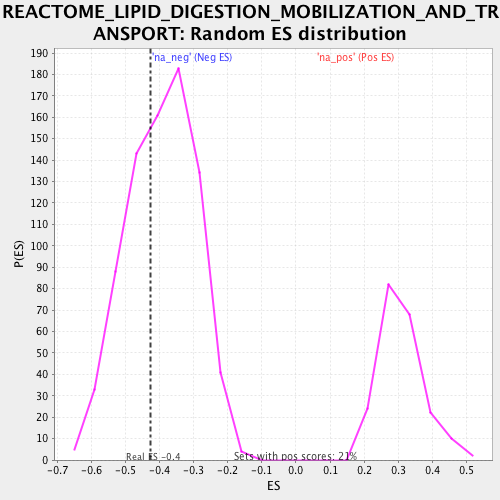 REACTOME_LIPID_DIGESTION_MOBILIZATION_AND_TR
ANSPORT: Random ES distribution
'na_neg' (Neg ES) 'na_pos' (Pos ES)
190
180
170
160
150
140
130
120
110
100
90
80
70
60
50
40
30
20
10
0
P(ES)
Real ES -0.4 Sets with pos scores: 21%
-0.7 -0.6 -0.5 -0.4 -0.3 -0.2 -0.1 0.0 0.1 0.2 0.3 0.4 0.5
ES